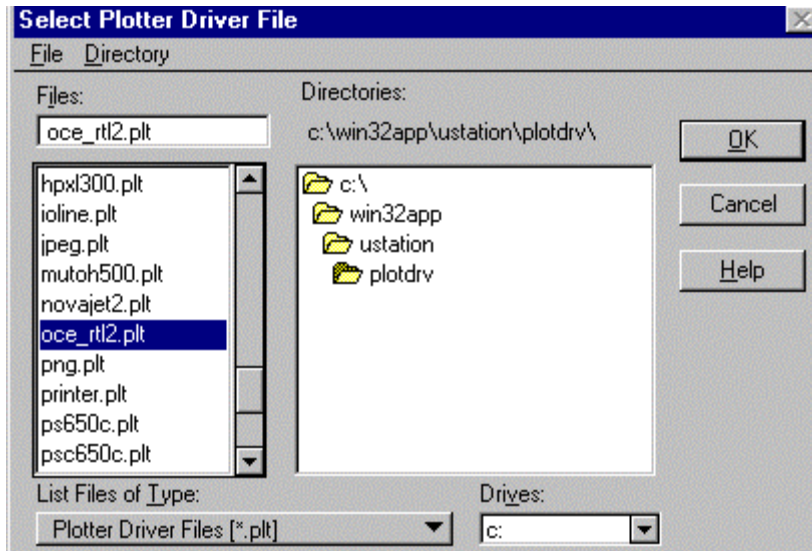 Select Plotter Driver File
File Directory
Files:
oce_rtl2.plt
hpxl300.plt
ioline.plt
jpeg.plt
mutoh500.plt
novajet2.plt
oce_rtl2.plt
png.plt
printer.plt
ps650c.plt
psc650c.plt
List Files of Type:
Plotter Driver Files [*.plt]
Directories:
c:\win32app\ustation\plotdrv\
c:\
win32app
ustation
plotdrv
Drives:
c:
OK
Cancel
Help